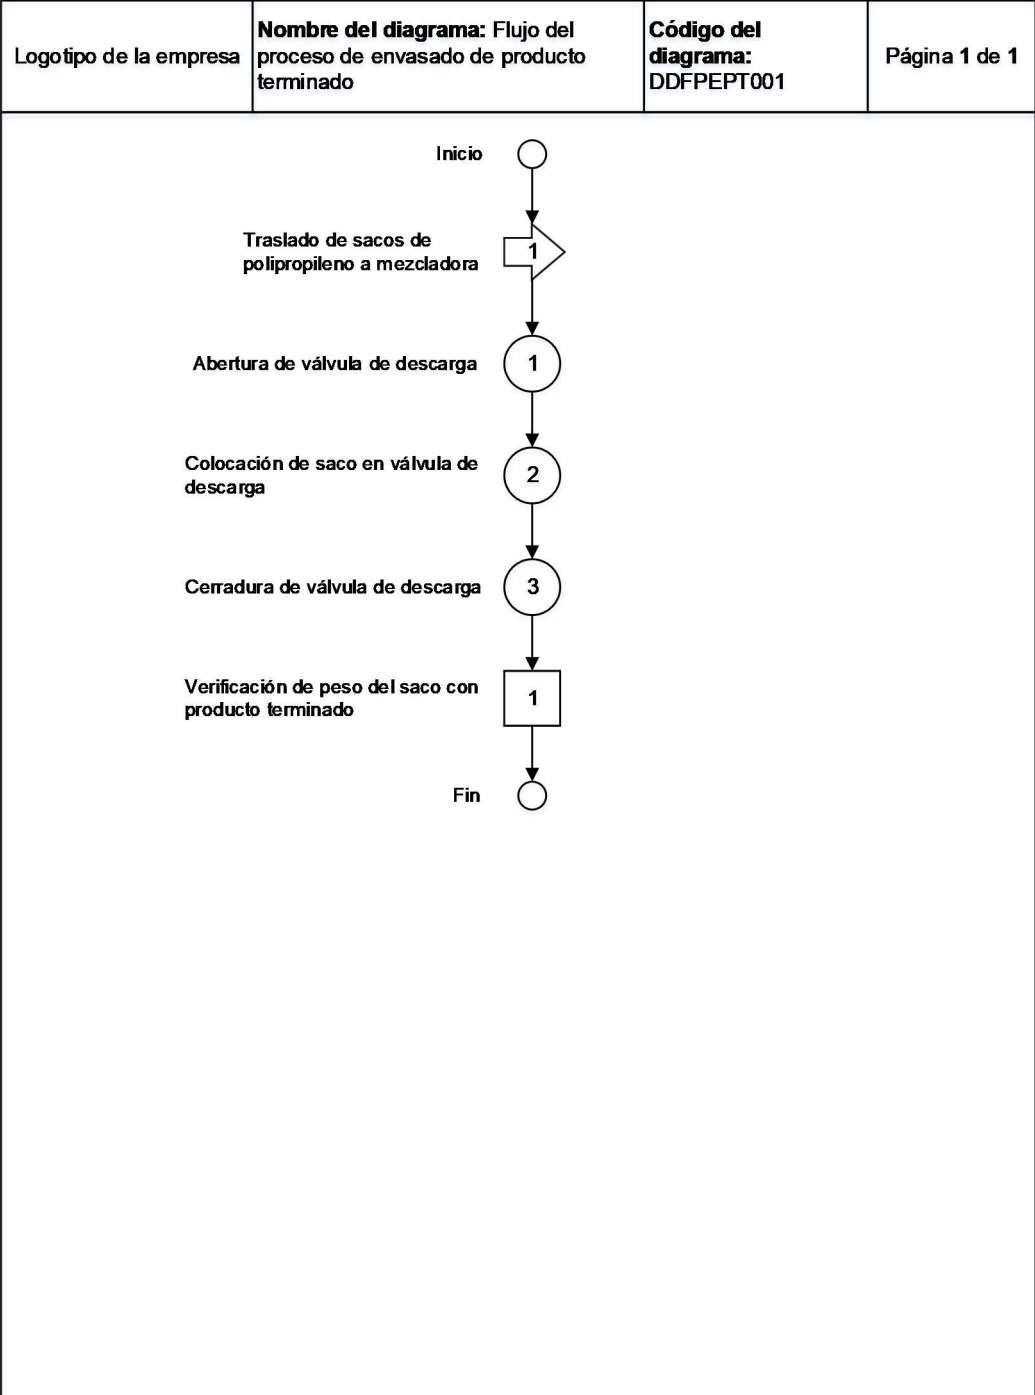 Logotipo de la empresa
Nombre del diagrama: Flujo del
proceso de envasado de producto
terminado
Código del
diagrama:
DDFPEPT001
Página 1 de 1
Inicio
Traslado de sacos de
polipropileno a mezcladora
1
Abertura de válvula de descarga
1
Colocación de saco en válvula de
descarga
2
Cerradura de válvula de descarga
3
Verificación de peso del saco con
producto terminado
1
Fin